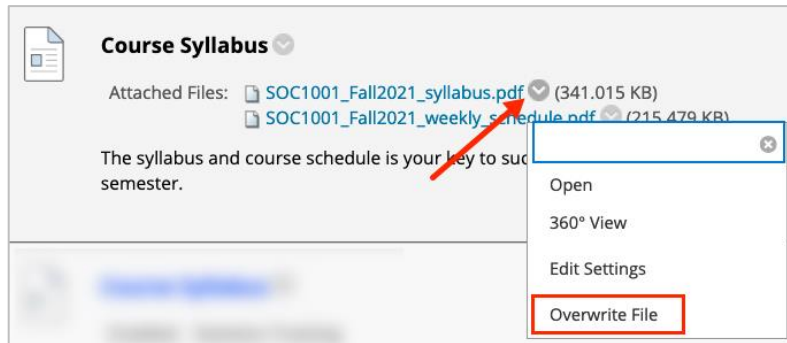 Course Syllabus
Attached Files: SOC1001_Fall2021_syllabus.pdf (341.015 KB)
SOC1001_Fall2021_weekly_schedule.pdf (215.479 KB)
The syllabus and course schedule is your key to suc
semester.
Open
360° View
Edit Settings
Overwrite File